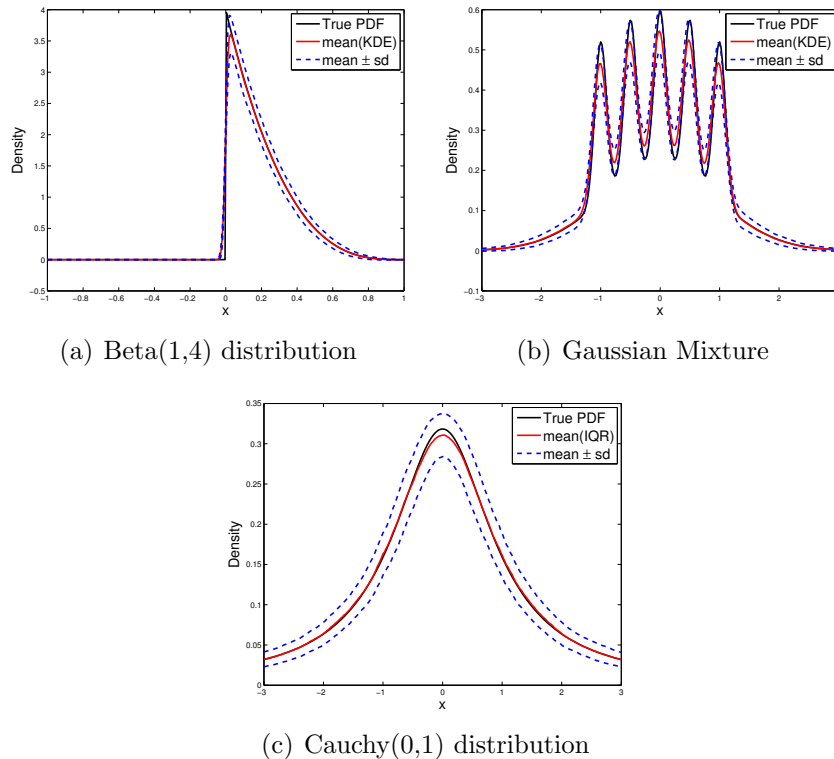 4
3.5
3
2.5
2
1.5
1
0.5
0
−0.5
Density
−1 −0.8 −0.6 −0.4 −0.2 0 0.2 0.4 0.6 0.8 1
x
True PDF
mean(KDE)
mean ± sd
(a) Beta(1,4) distribution
0.6
0.5
0.4
0.3
0.2
0.1
0
−0.1
Density
−3 −2 −1 0 1 2
x
True PDF
mean(KDE)
mean ± sd
(b) Gaussian Mixture
0.35
0.3
0.25
0.2
0.15
0.1
0.05
0
Density
−3 −2 −1 0 1 2 3
x
True PDF
mean(IQR)
mean ± sd
(c) Cauchy(0,1) distribution